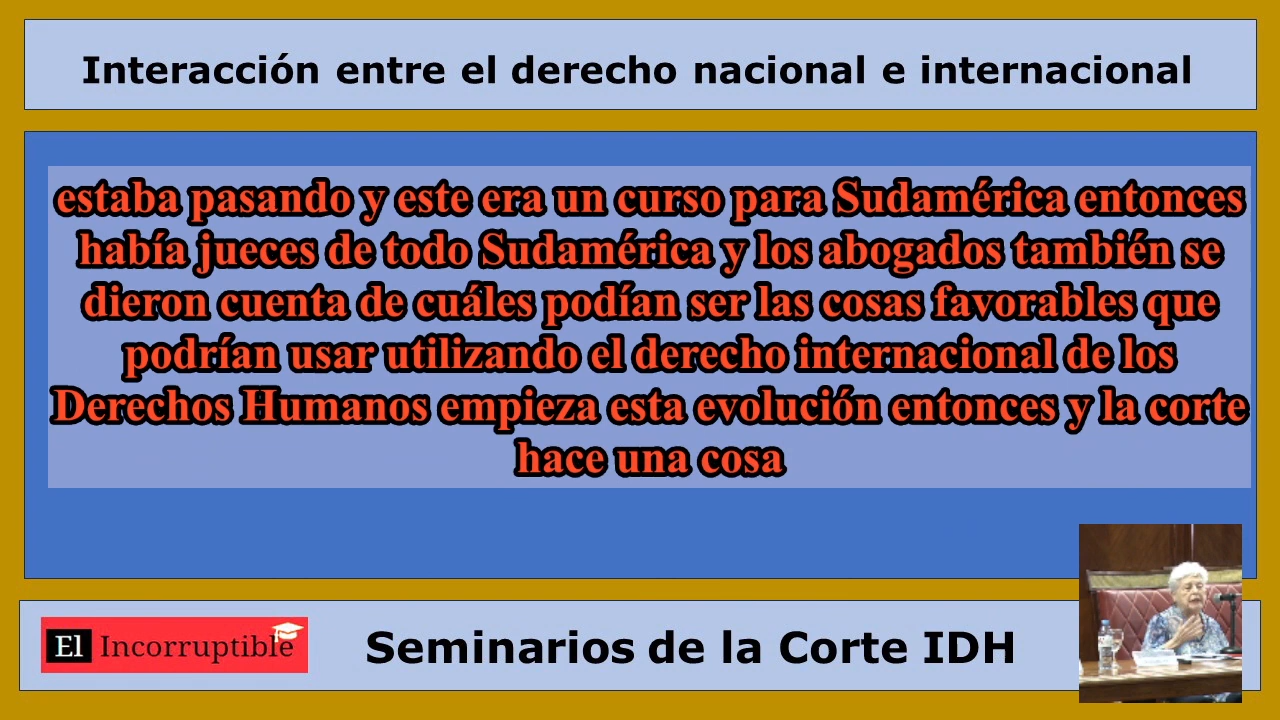 Interacción entre el derecho nacional e internacional
estaba pasando y este era un curso para Sudamérica entonces
había jueces de todo Sudamérica y los abogados también se
dieron cuenta de cuáles podían ser las cosas favorables que
podrían usar utilizando el derecho internacional de los
Derechos Humanos empieza esta evolución entonces y la corte
hace una cosa
El Incorruptible
Seminarios de la Corte IDH